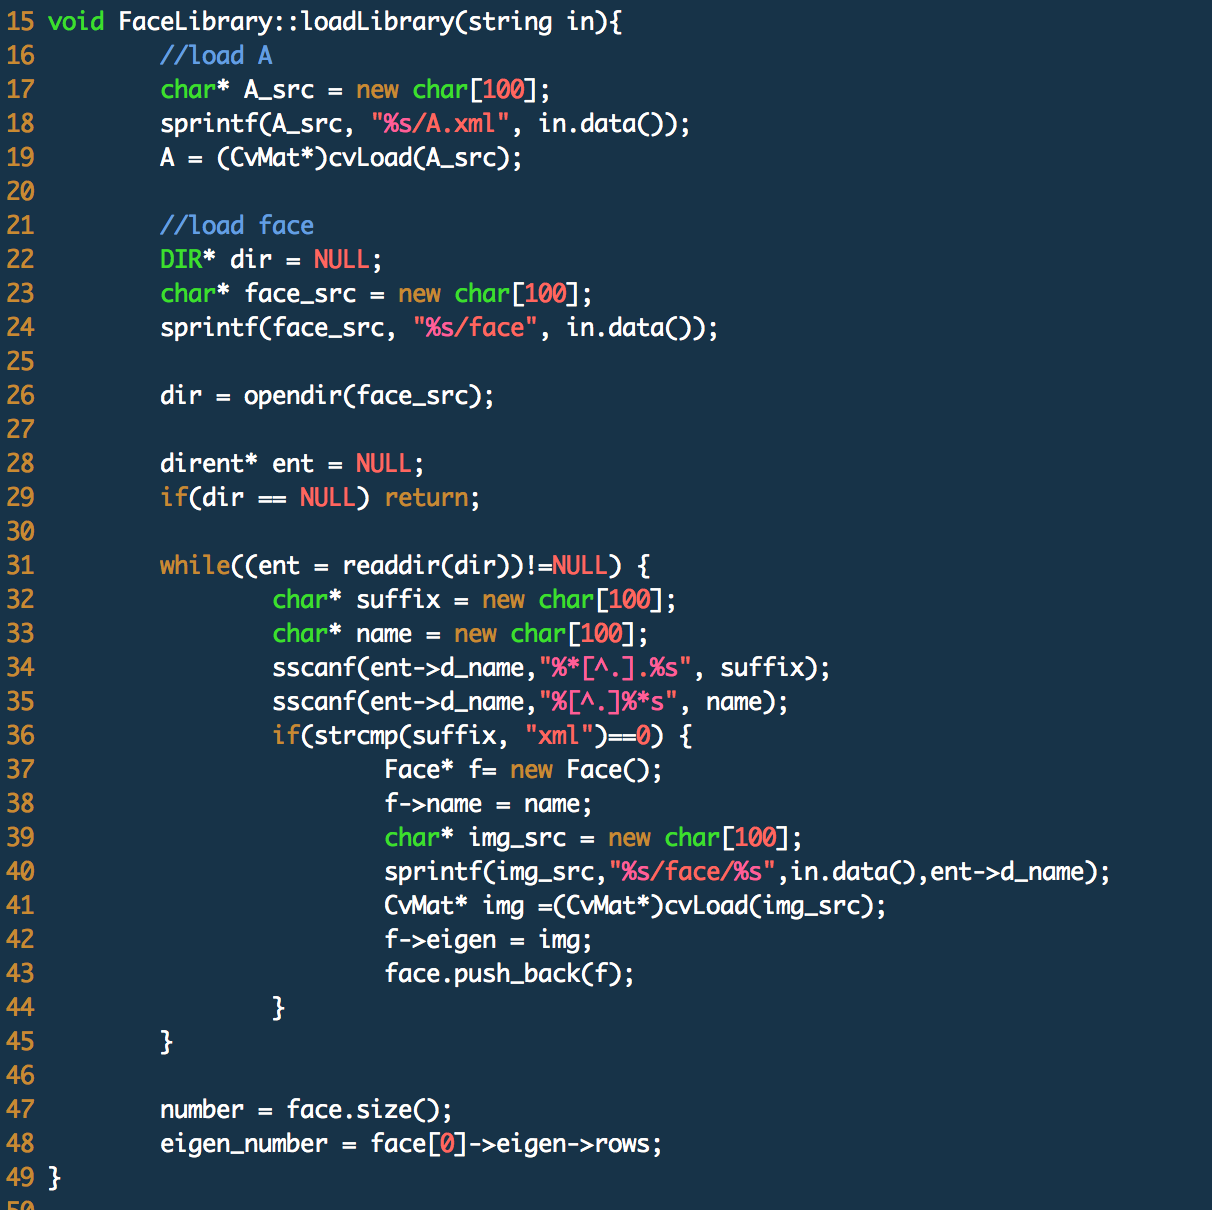 15 void FaceLibrary::loadLibrary(string in){
16         //load A
17         char* A_src = new char[100];
18         sprintf(A_src, "%s/A.xml", in.data());
19         A = (CvMat*)cvLoad(A_src);
20
21         //load face
22         DIR* dir = NULL;
23         char* face_src = new char[100];
24         sprintf(face_src, "%s/face", in.data());
25
26         dir = opendir(face_src);
27
28         dirent* ent = NULL;
29         if(dir == NULL) return;
30
31         while((ent = readdir(dir))!=NULL) {
32                 char* suffix = new char[100];
33                 char* name = new char[100];
34                 sscanf(ent->d_name,"%*[^.].%s", suffix);
35                 sscanf(ent->d_name,"%[^.]%*s", name);
36                 if(strcmp(suffix, "xml")==0) {
37                         Face* f= new Face();
38                         f->name = name;
39                         char* img_src = new char[100];
40                         sprintf(img_src,"%s/face/%s",in.data(),ent->d_name);
41                         CvMat* img =(CvMat*)cvLoad(img_src);
42                         f->eigen = img;
43                         face.push_back(f);
44                 }
45         }
46
47         number = face.size();
48         eigen_number = face[0]->eigen->rows;
49 }
50